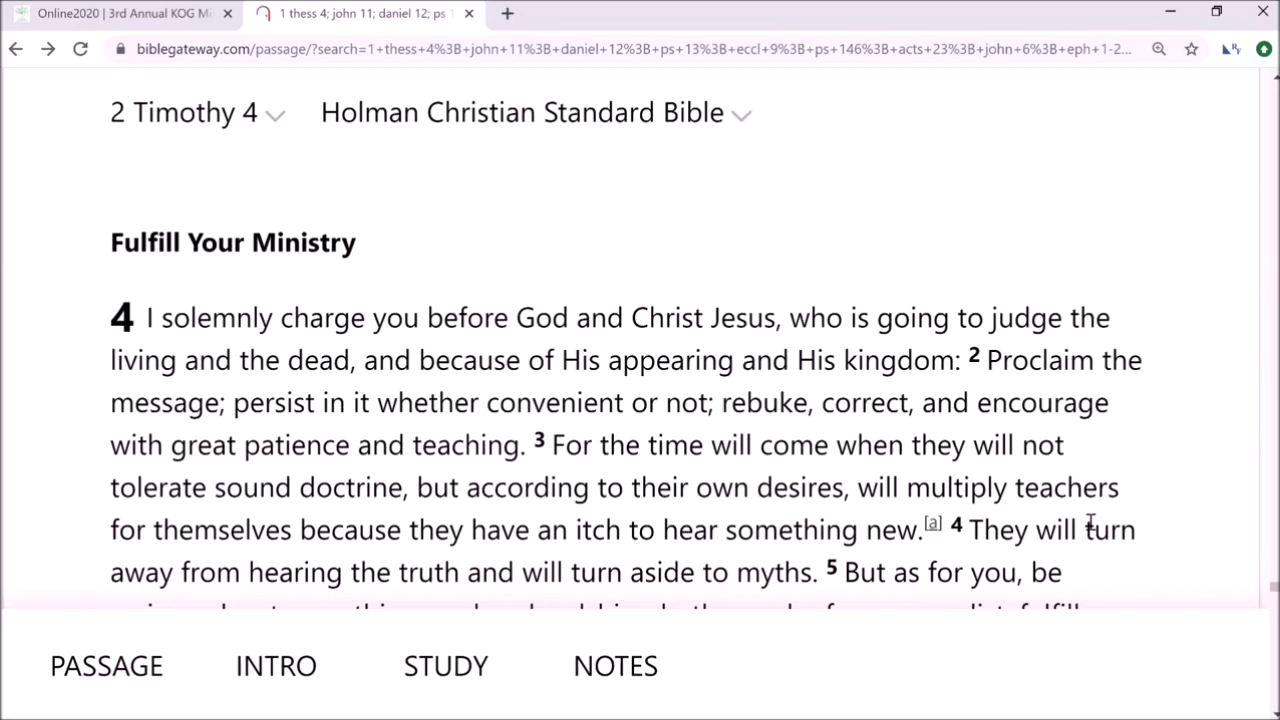 Online2020 | 3rd Annual KOG Mi
1 thess 4; john 11; daniel 12; ps 1
biblegateway.com/passage/?search=1+thess+4%3B+john+11%3B+daniel+12%3B+ps+13%3B+eccl+9%3B+ps+146%3B+acts+23%3B+john+6%3B+eph+1-2...
2 Timothy 4 Holman Christian Standard Bible
Fulfill Your Ministry
4 I solemnly charge you before God and Christ Jesus, who is going to judge the
living and the dead, and because of His appearing and His kingdom: 2 Proclaim the
message; persist in it whether convenient or not; rebuke, correct, and encourage
with great patience and teaching. 3 For the time will come when they will not
tolerate sound doctrine, but according to their own desires, will multiply teachers
for themselves because they have an itch to hear something new.[a] 4 They will turn
away from hearing the truth and will turn aside to myths. 5 But as for you, be
PASSAGE INTRO STUDY NOTES